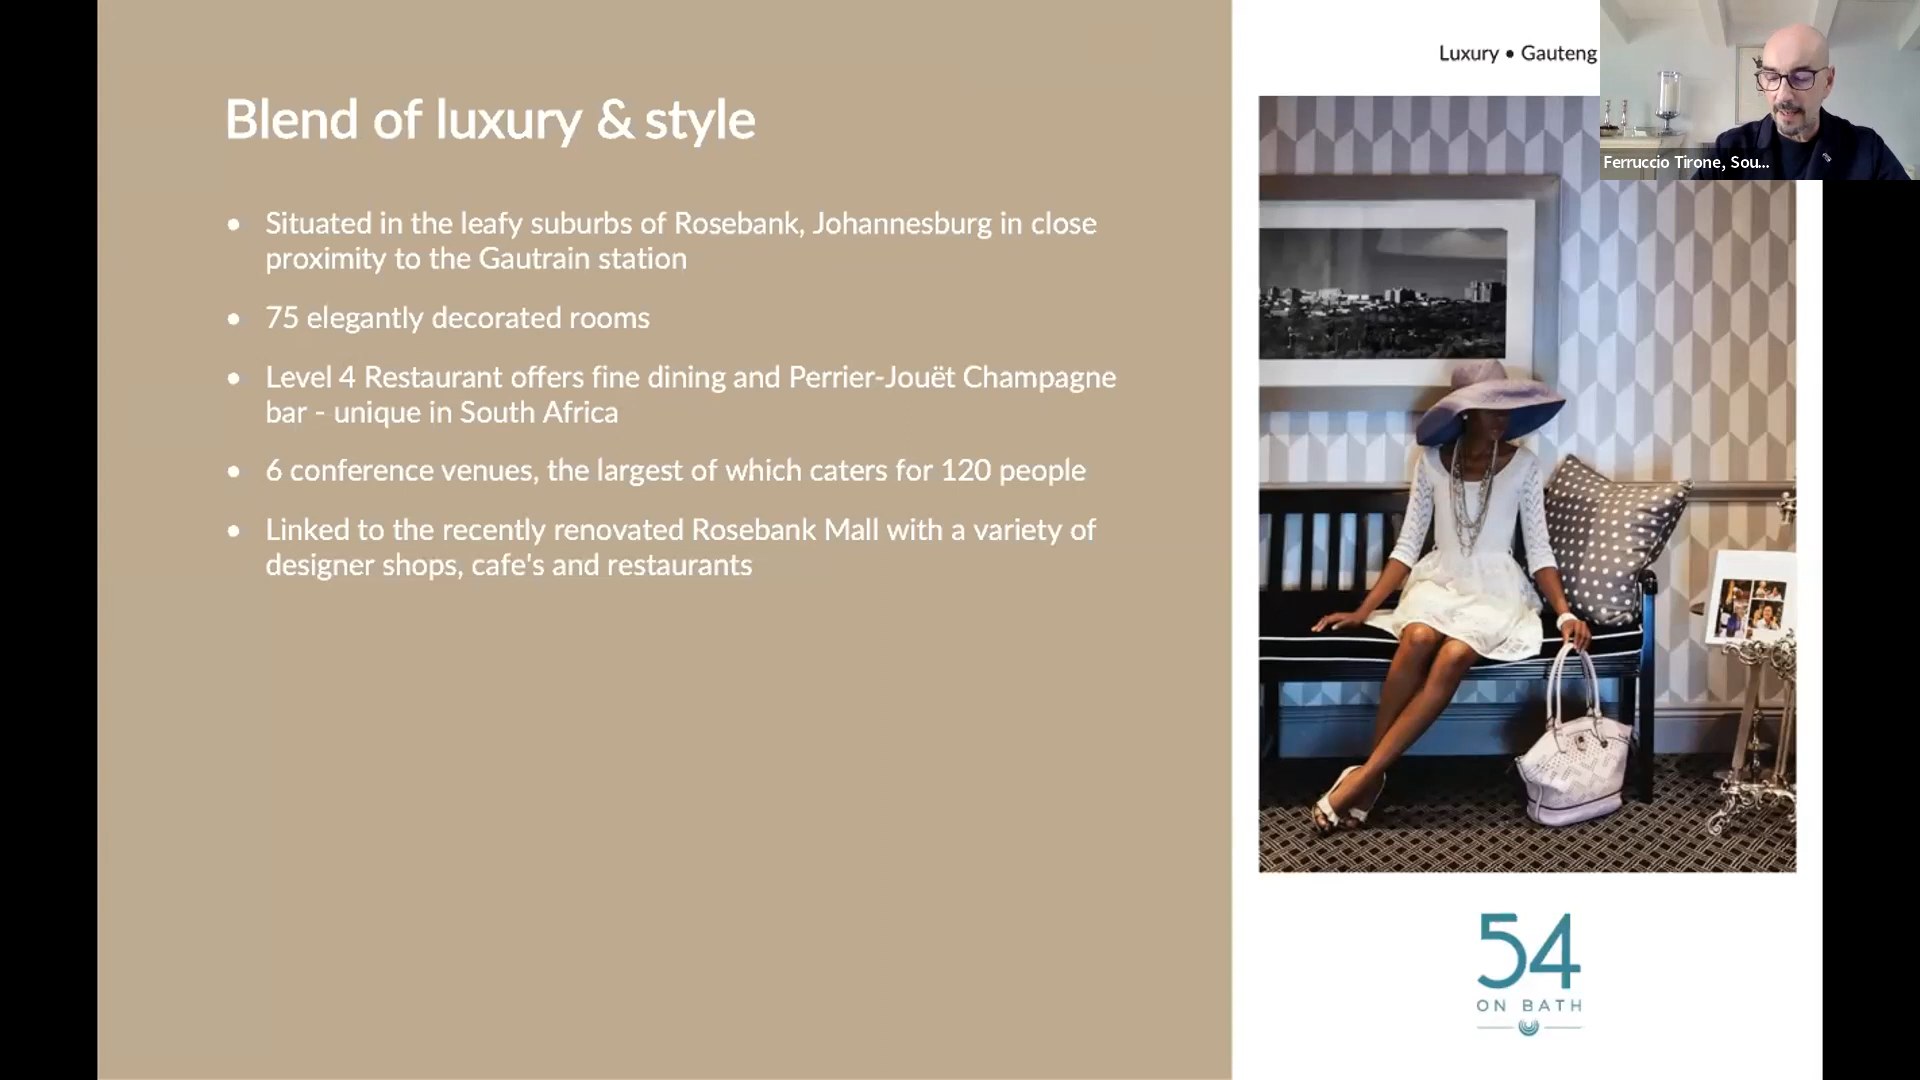 Luxury • Gauteng
Blend of luxury & style
• Situated in the leafy suburbs of Rosebank, Johannesburg in close
proximity to the Gautrain station
• 75 elegantly decorated rooms
• Level 4 Restaurant offers fine dining and Perrier-Jouët Champagne
bar - unique in South Africa
• 6 conference venues, the largest of which caters for 120 people
• Linked to the recently renovated Rosebank Mall with a variety of
designer shops, cafe's and restaurants
Ferruccio Tirone, Sou...
54
ON BATH